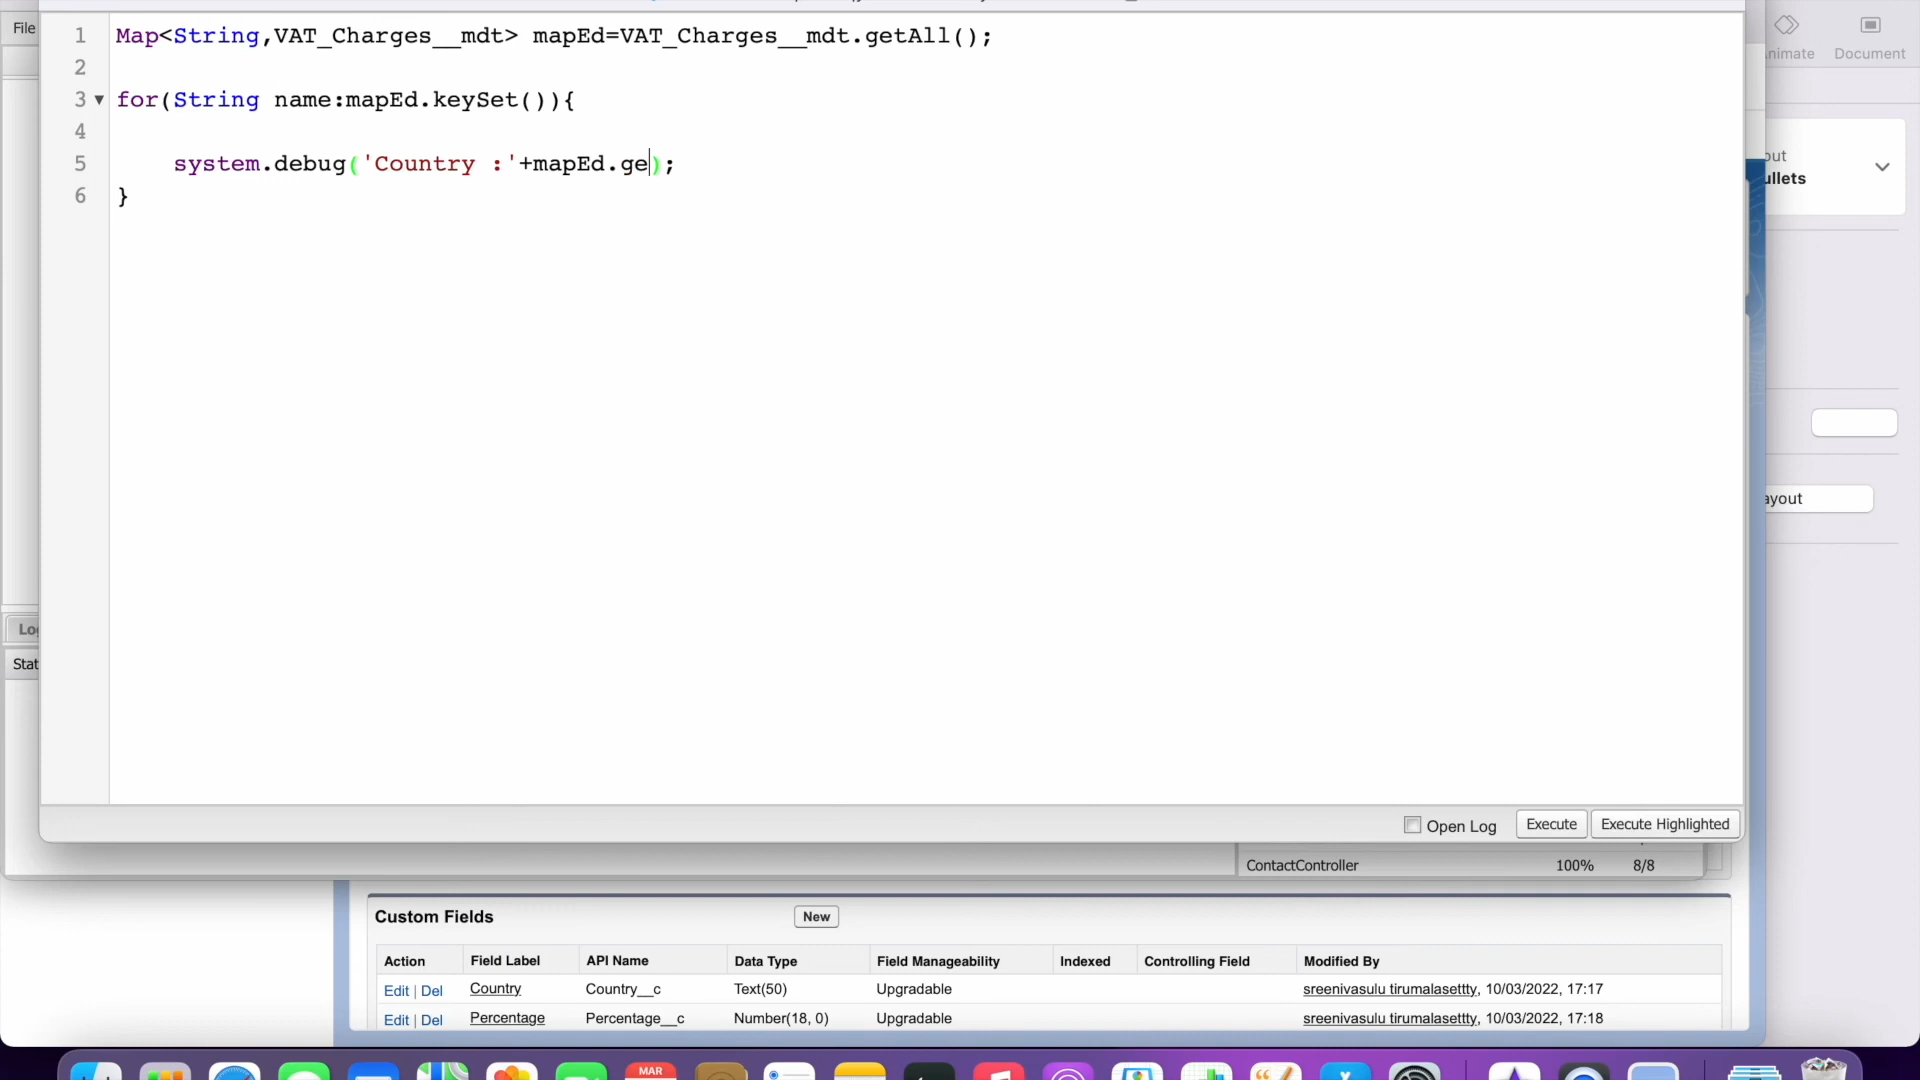 File
nimate
Document
1 Map<String,VAT_Charges__mdt> mapEd=VAT_Charges__mdt.getAll();
2
3 ▼ for(String name:mapEd.keySet()){
4
5 system.debug('Country :'+mapEd.ge);
6 }
out
ullets
ayout
Log
Stat
Open Log
Execute
Execute Highlighted
ContactController 100% 8/8
Custom Fields
New
Action Field Label API Name Data Type Field Manageability Indexed Controlling Field Modified By
Edit | Del Country Country__c Text(50) Upgradable sreenivasulu tirumalasettty, 10/03/2022, 17:17
Edit | Del Percentage Percentage__c Number(18, 0) Upgradable sreenivasulu tirumalasettty, 10/03/2022, 17:18
MAR